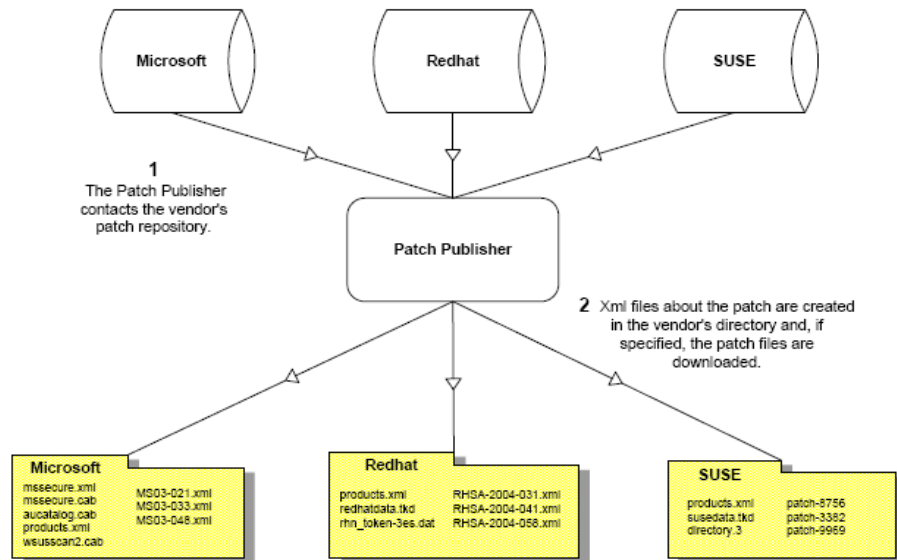 Microsoft
Redhat
SUSE
1
The Patch Publisher
contacts the vendor's
patch repository.
Patch Publisher
2 Xml files about the patch are created
in the vendor's directory and, if
specified, the patch files are
downloaded.
Microsoft
mssecure.xml
mssecure.cab
aucatalog.cab
products.xml
wsusscan2.cab
MS03-021.xml
MS03-033.xml
MS03-048.xml
Redhat
products.xml
redhatdata.tkd
rhn_token-3es.dat
RHSA-2004-031.xml
RHSA-2004-041.xml
RHSA-2004-058.xml
SUSE
products.xml
susedata.tkd
directory.3
patch-8756
patch-3382
patch-9969